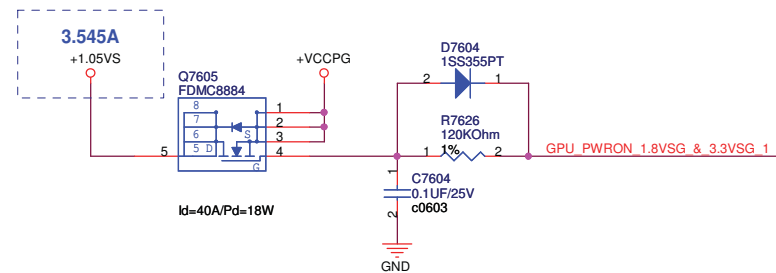 3.545A
+1.05VS
Q7605
FDMC8884
+VCCPG
8
7
6
5 D
S
G
1
2
3
4
5
Id=40A/Pd=18W
D7604
1SS355PT
2
1
R7626
120KOhm
1 1% 2
GPU_PWRON_1.8VSG_&_3.3VSG_1
1
C7604
0.1UF/25V
c0603
2
GND